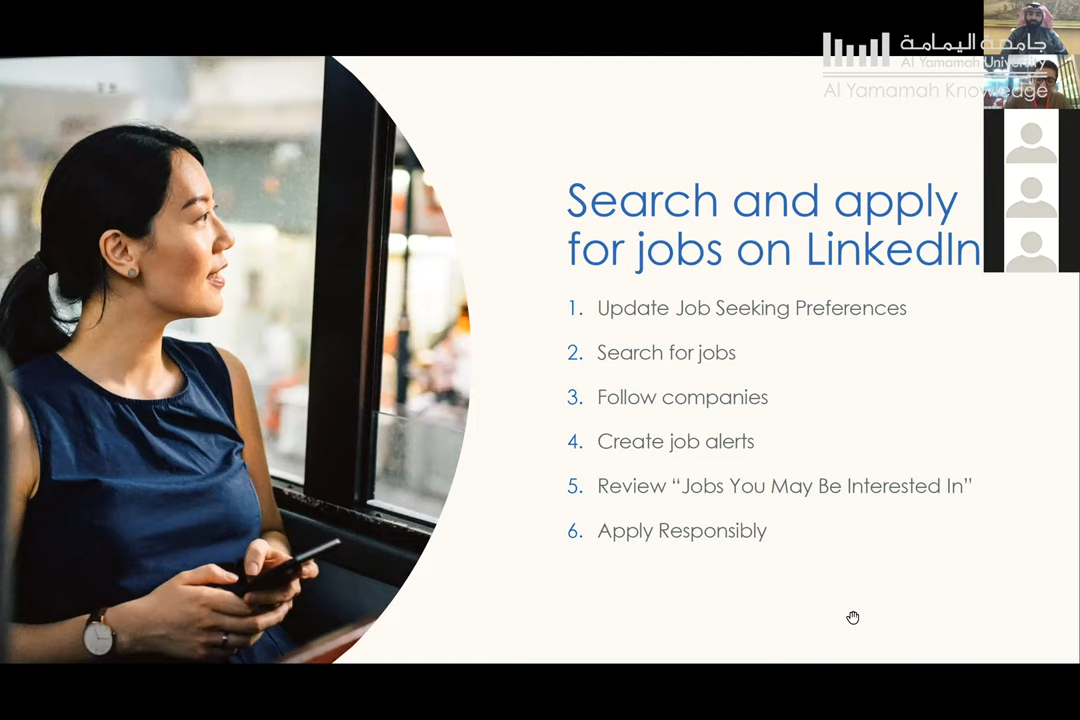 جامعة اليمامة
Al Yamamah University
Al Yamamah Knowledge
Search and apply
for jobs on LinkedIn
1. Update Job Seeking Preferences
2. Search for jobs
3. Follow companies
4. Create job alerts
5. Review “Jobs You May Be Interested In”
6. Apply Responsibly